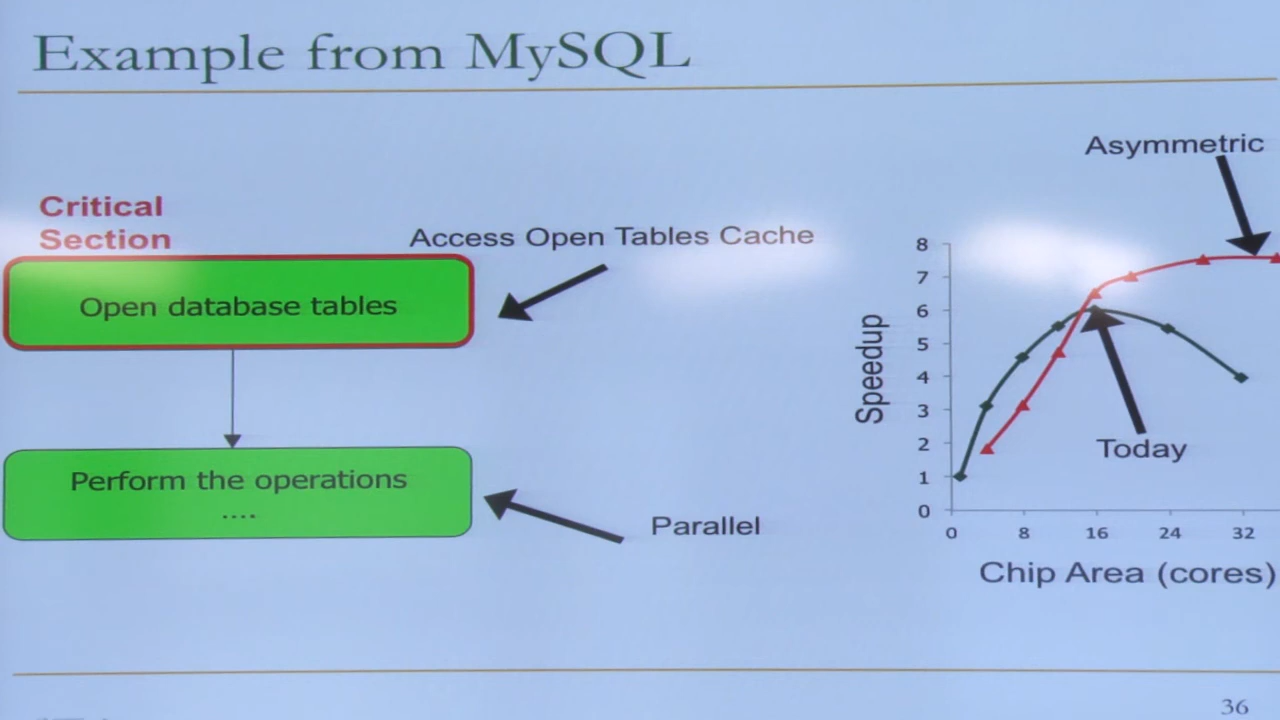 Example from MySQL
Critical
Section
Access Open Tables Cache
Open database tables
Perform the operations
....
Parallel
Asymmetric
Today
Speedup
8
7
6
5
4
3
2
1
0
0 8 16 24 32
Chip Area (cores)
36